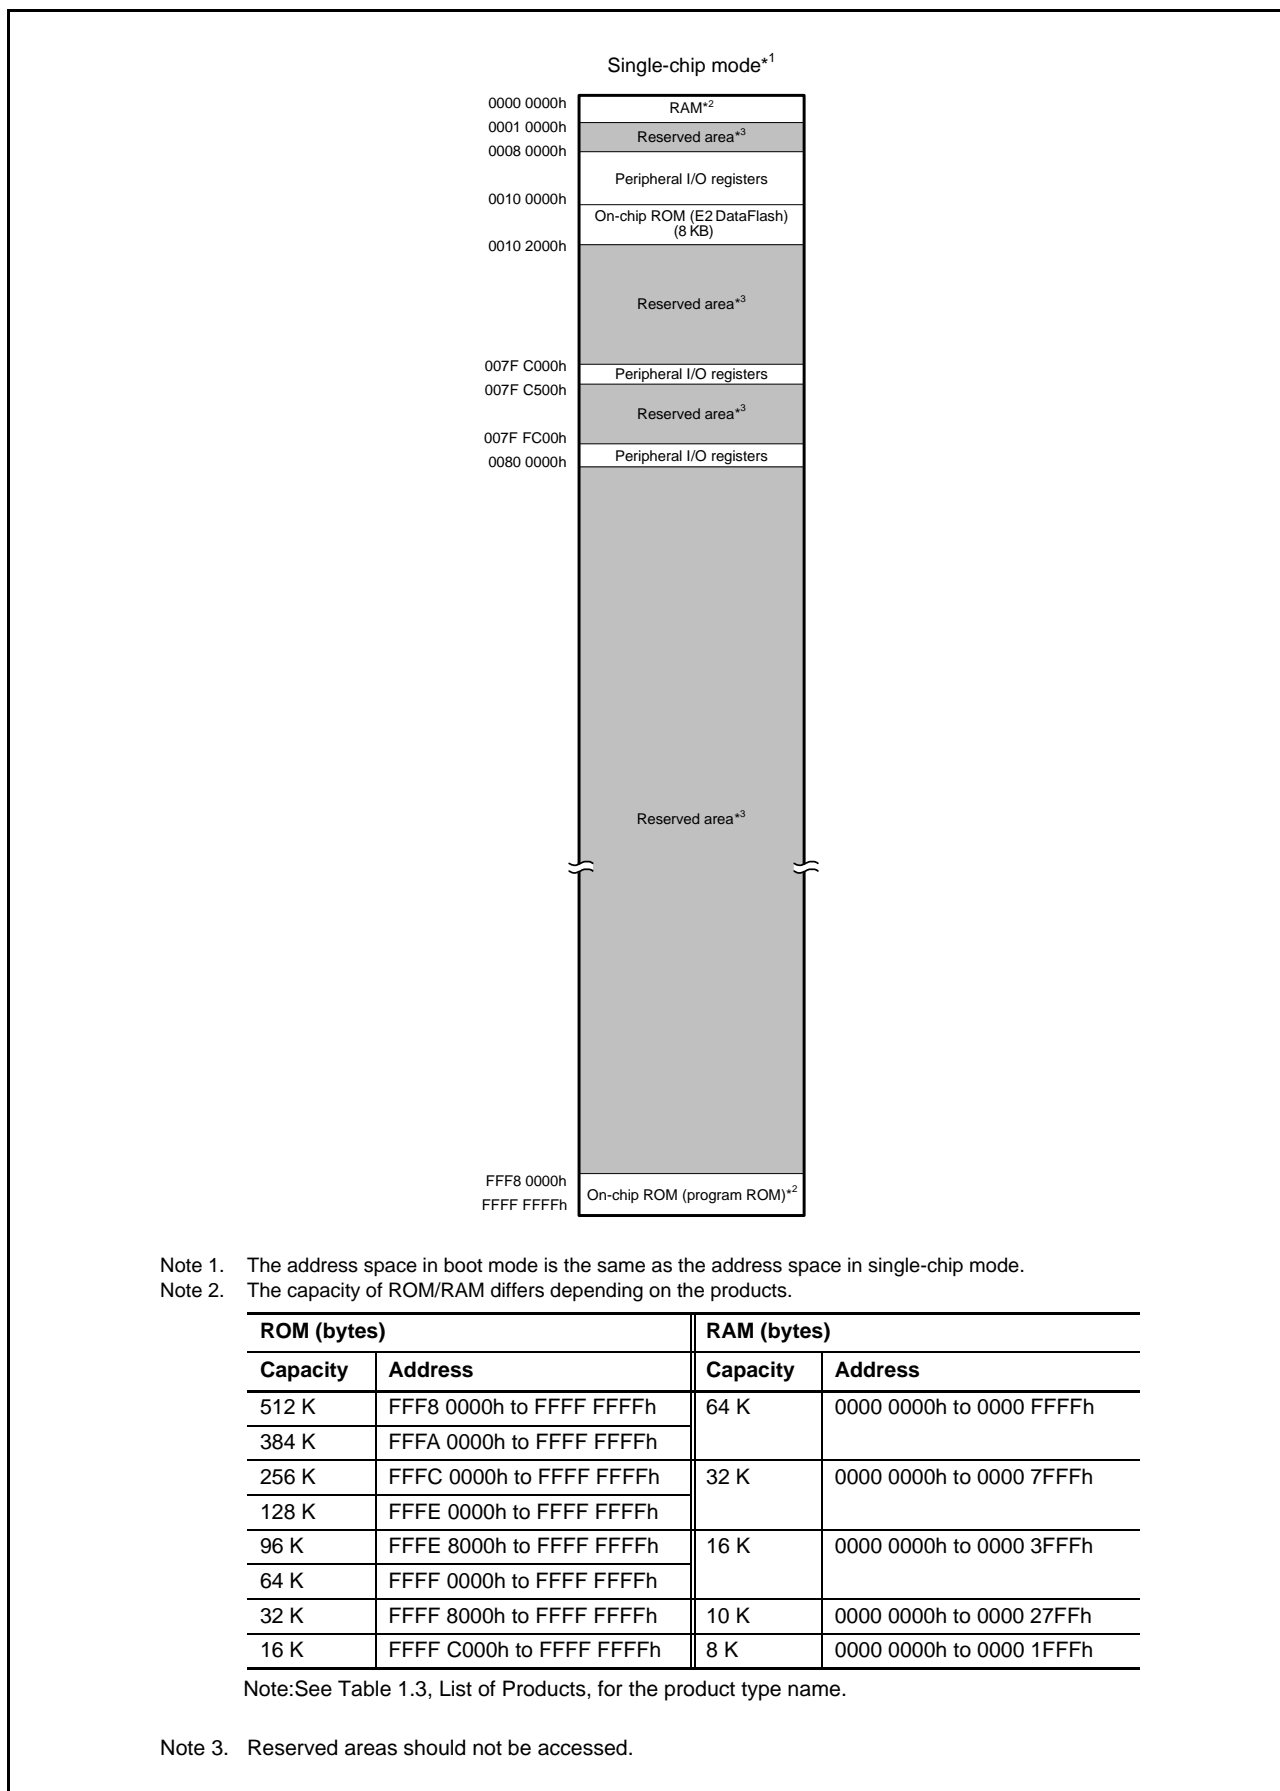 Single-chip mode*1
0000 0000h
RAM*2
0001 0000h
Reserved area*3
0008 0000h
Peripheral I/O registers
0010 0000h
On-chip ROM (E2 DataFlash)
(8 KB)
0010 2000h
Reserved area*3
007F C000h
Peripheral I/O registers
007F C500h
Reserved area*3
007F FC00h
Peripheral I/O registers
0080 0000h
Reserved area*3
FFF8 0000h
On-chip ROM (program ROM)*2
FFFF FFFFh
Note 1. The address space in boot mode is the same as the address space in single-chip mode.
Note 2. The capacity of ROM/RAM differs depending on the products.
ROM (bytes) RAM (bytes)
Capacity Address Capacity Address
512 K FFF8 0000h to FFFF FFFFh 64 K 0000 0000h to 0000 FFFFh
384 K FFFA 0000h to FFFF FFFFh
256 K FFFC 0000h to FFFF FFFFh 32 K 0000 0000h to 0000 7FFFh
128 K FFFE 0000h to FFFF FFFFh
96 K FFFE 8000h to FFFF FFFFh 16 K 0000 0000h to 0000 3FFFh
64 K FFFF 0000h to FFFF FFFFh
32 K FFFF 8000h to FFFF FFFFh 10 K 0000 0000h to 0000 27FFh
16 K FFFF C000h to FFFF FFFFh 8 K 0000 0000h to 0000 1FFFh
Note:See Table 1.3, List of Products, for the product type name.
Note 3. Reserved areas should not be accessed.